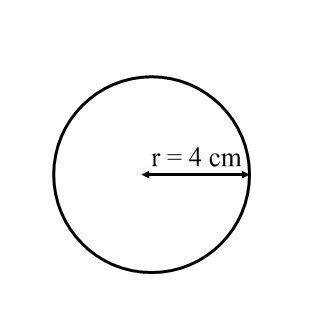 r = 4 cm